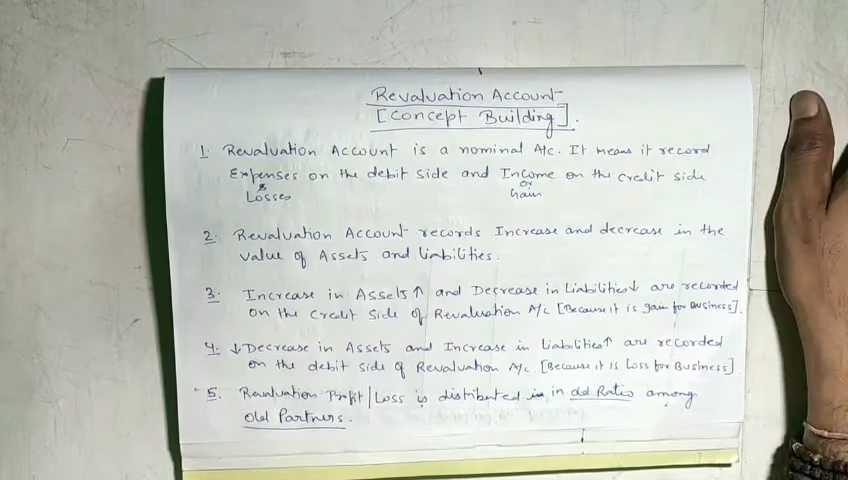 Revaluation Account
[Concept Building].
1. Revaluation Account is a nominal A/c. It means it record
Expenses on the debit side and Income on the credit side
& Losses
or Gain
2. Revaluation Account records Increase and decrease in the
value of Assets and liabilities.
3. Increase in Assets↑ and Decrease in Liabilities↓ are recorded
on the Credit side of Revaluation A/c [Because it is gain for Business].
4. ↓Decrease in Assets and Increase in Liabilities↑ are recorded
on the debit side of Revaluation A/c. [Because it is Loss for Business].
5. Revaluation Profit/Loss is distributed in old Ratio among
old Partners.